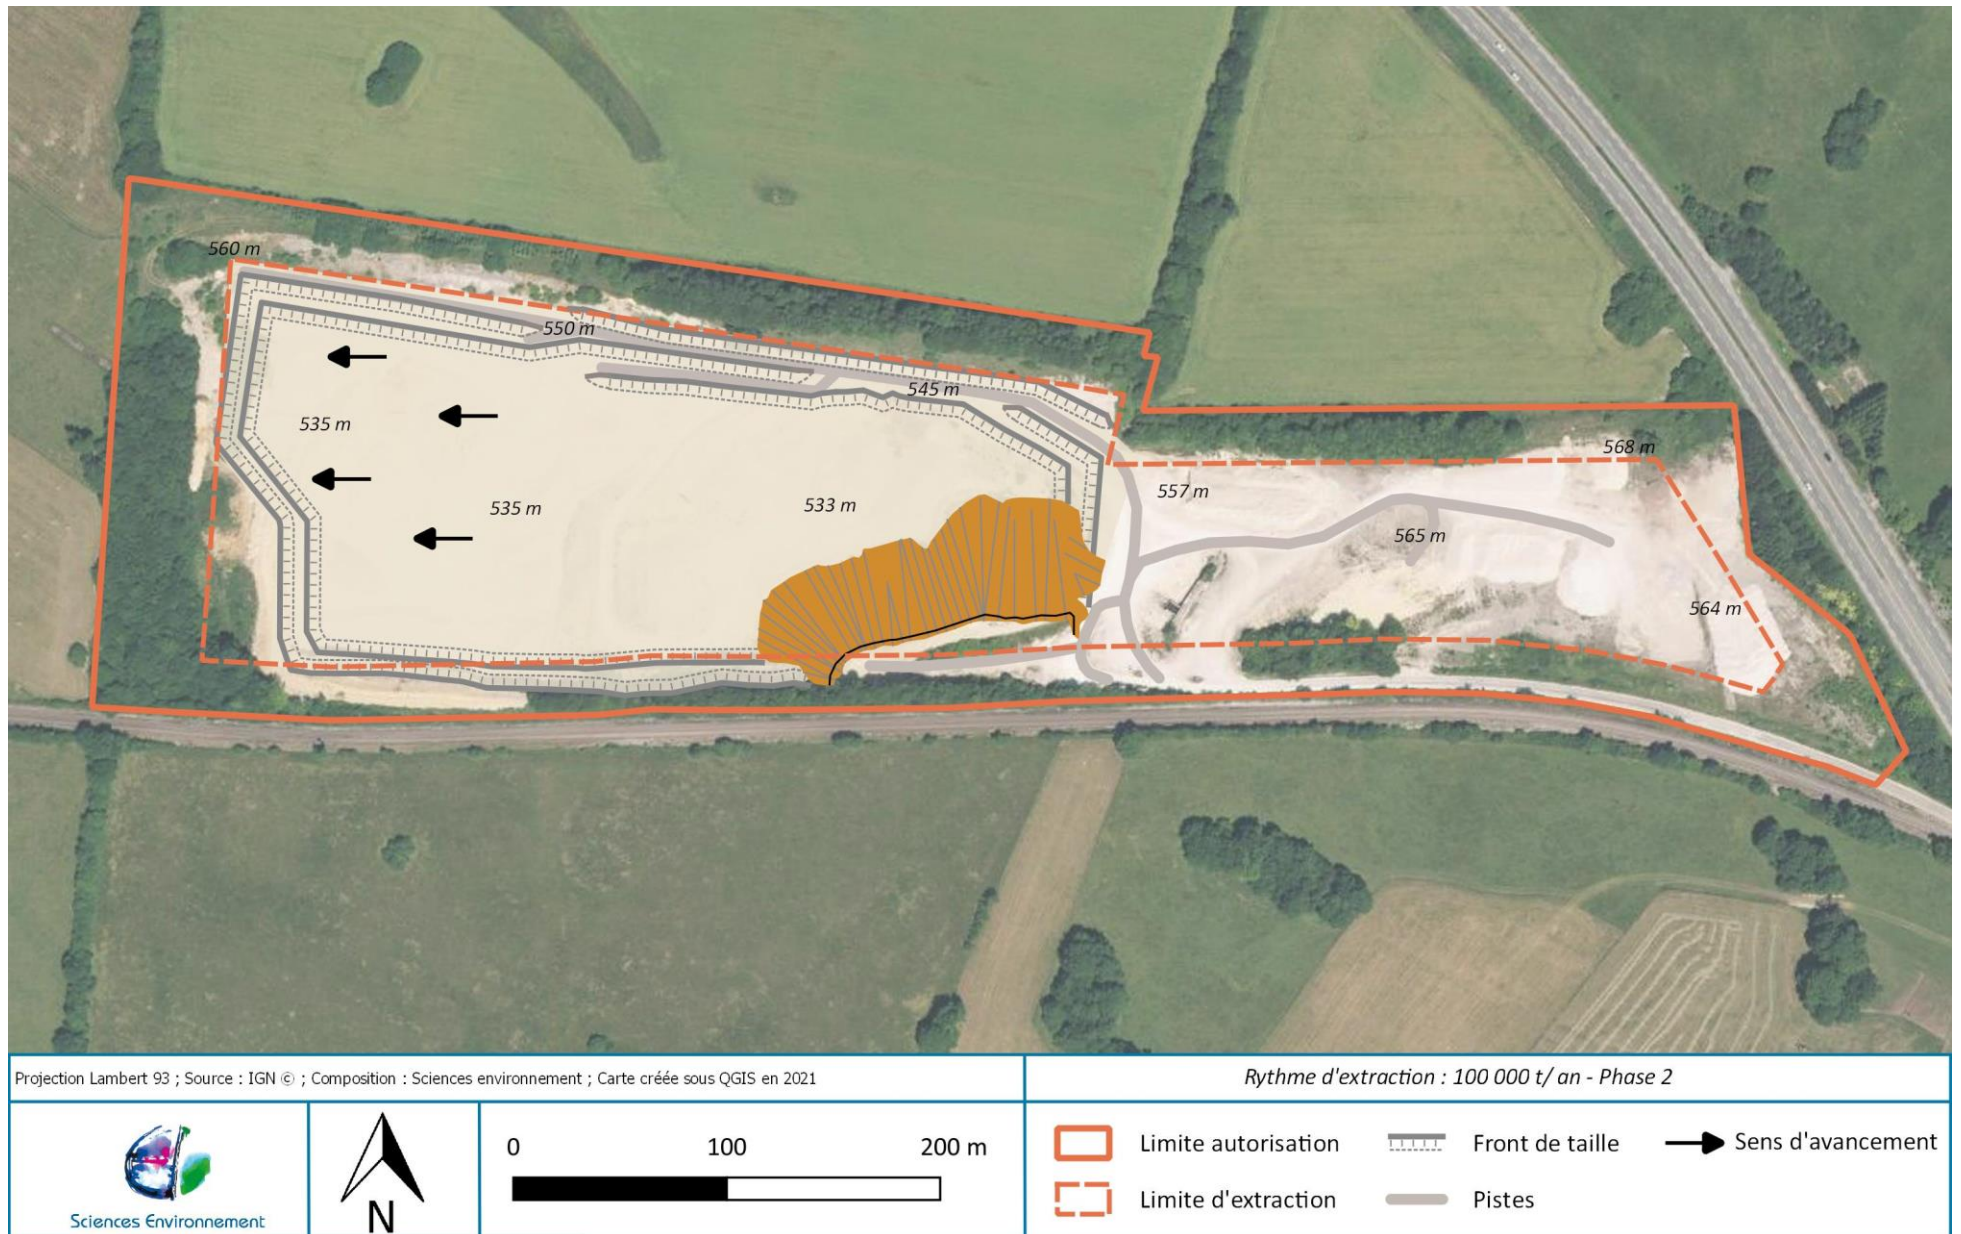 560 m
550 m
545 m
535 m
568 m
557 m
535 m
533 m
565 m
564 m
Projection Lambert 93 ; Source : IGN © ; Composition : Sciences environnement ; Carte créée sous QGIS en 2021
Rythme d'extraction : 100 000 t/ an - Phase 2
Sciences Environnement
N
0 100 200 m
Limite autorisation
Front de taille
Sens d'avancement
Limite d'extraction
Pistes